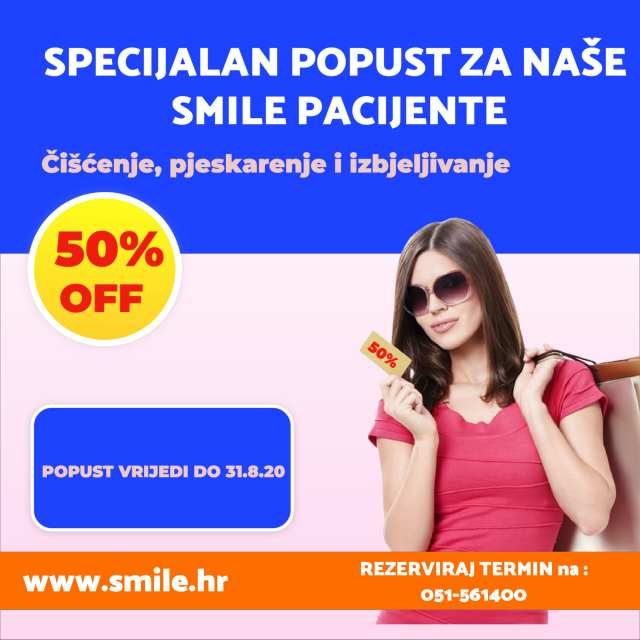 SPECIJALAN POPUST ZA NAŠE
SMILE PACIJENTE
Čišćenje, pjeskarenje i izbjeljivanje
50%
OFF
50%
POPUST VRIJEDI DO 31.8.20
www.smile.hr
REZERVIRAJ TERMIN na :
051-561400